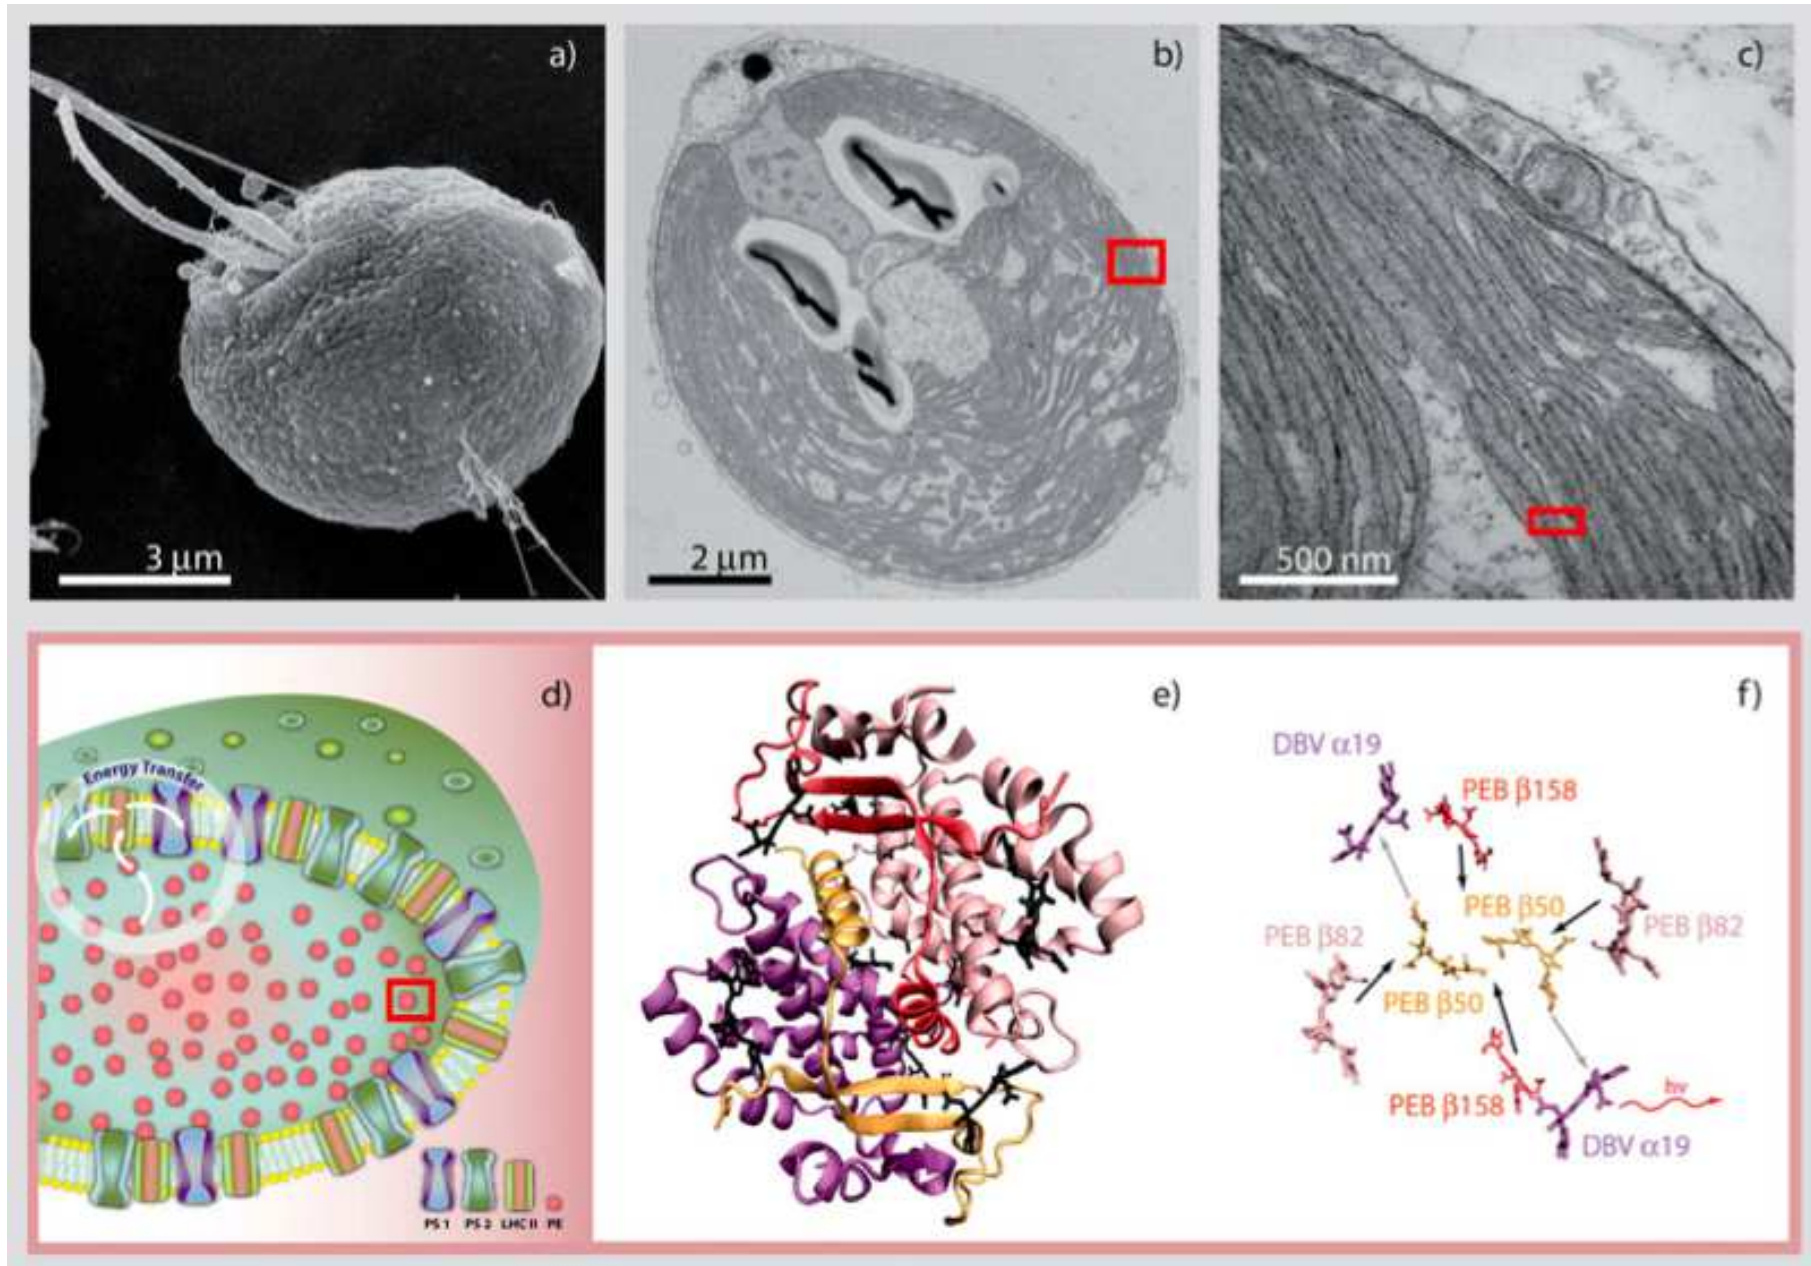 a)
b)
c)
3 μm
2 μm
500 nm
d)
e)
f)
Energy Transfer
PS 1 PS 2 LHC II PE
DBV α19
PEB β158
PEB β50
PEB β82
PEB β82
PEB β50
PEB β158
hν
DBV α19